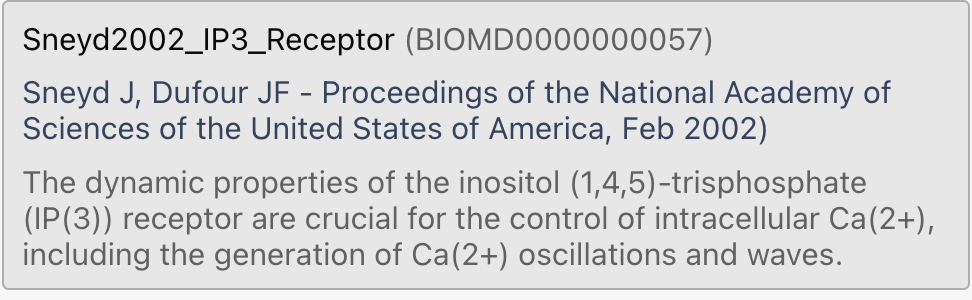 Sneyd2002_IP3_Receptor (BIOMD0000000057)
Sneyd J, Dufour JF - Proceedings of the National Academy of
Sciences of the United States of America, Feb 2002)
The dynamic properties of the inositol (1,4,5)-trisphosphate
(IP(3)) receptor are crucial for the control of intracellular Ca(2+),
including the generation of Ca(2+) oscillations and waves.